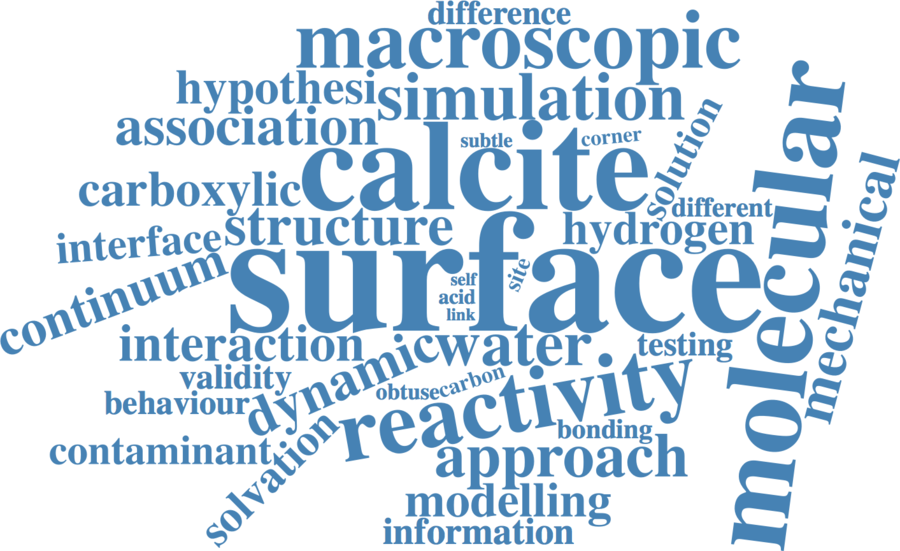 difference
macroscopic
hypothesi
simulation
association
subtle
corner
solution
calcite
carboxylic
different
structure
hydrogen
interface
continuum
surface
self
site
acid
link
molecular
mechanical
interaction
dynamic
water
testing
validity
obtuse
carbon
behaviour
reactivity
bonding
contaminant
solvation
approach
modelling
information